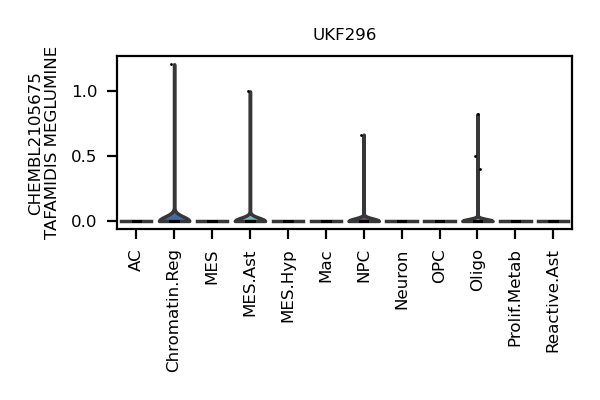 UKF296
CHEMBL2105675
TAFAMIDIS MEGLUMINE
1.0
0.5
0.0
AC
Chromatin.Reg
MES
MES.Ast
MES.Hyp
Mac
NPC
Neuron
OPC
Oligo
Prolif.Metab
Reactive.Ast